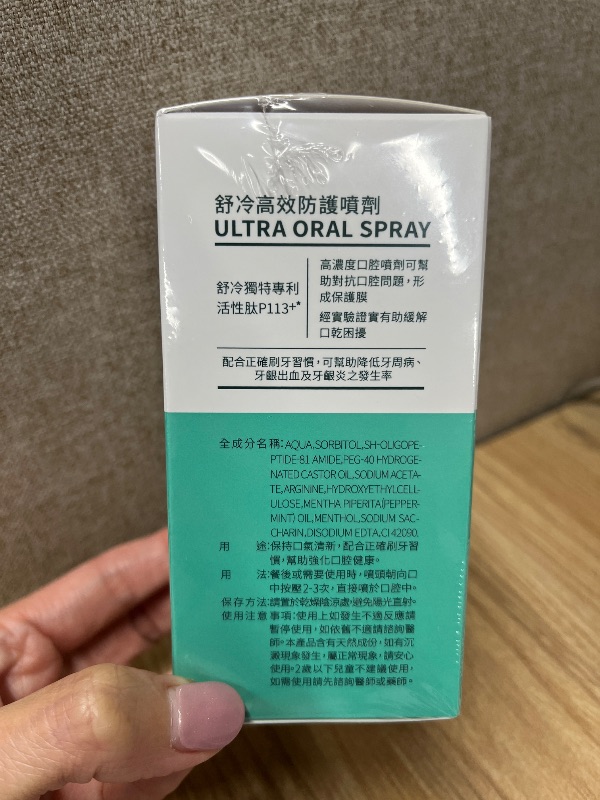 舒冷高效防護噴劑
ULTRA ORAL SPRAY
舒冷獨特專利
活性肽P113+*
高濃度口腔噴劑可幫
助對抗口腔問題，形
成保護膜
經實驗證實有助緩解
口乾困擾
配合正確刷牙習慣，可幫助降低牙周病、
牙齦出血及牙齦炎之發生率
全成分名稱:AQUA,SORBITOL,SH-OLIGOPE-
PTIDE-81 AMIDE,PEG-40 HYDROGE-
NATED CASTOR OIL,SODIUM ACETA-
TE,ARGININE,HYDROXYETHYLCELL-
ULOSE,MENTHA PIPERITA(PEPPER-
MINT) OIL,MENTHOL,SODIUM SAC-
CHARIN,DISODIUM EDTA,CI 42090.
用 途:保持口氣清新，配合正確刷牙習
慣，幫助強化口腔健康。
用 法:餐後或需要使用時，噴頭朝向口
中按壓2-3次，直接噴於口腔中。
保存方法:請置於乾燥陰涼處，避免陽光直射。
使用注意事項:使用上如發生不適反應請
暫停使用，如依舊不適請諮詢醫
師。本產品含有天然成份，如有沉
澱現象發生，屬正常現象，請安心
使用。2歲以下兒童不建議使用，
如需使用請先諮詢醫師或藥師。